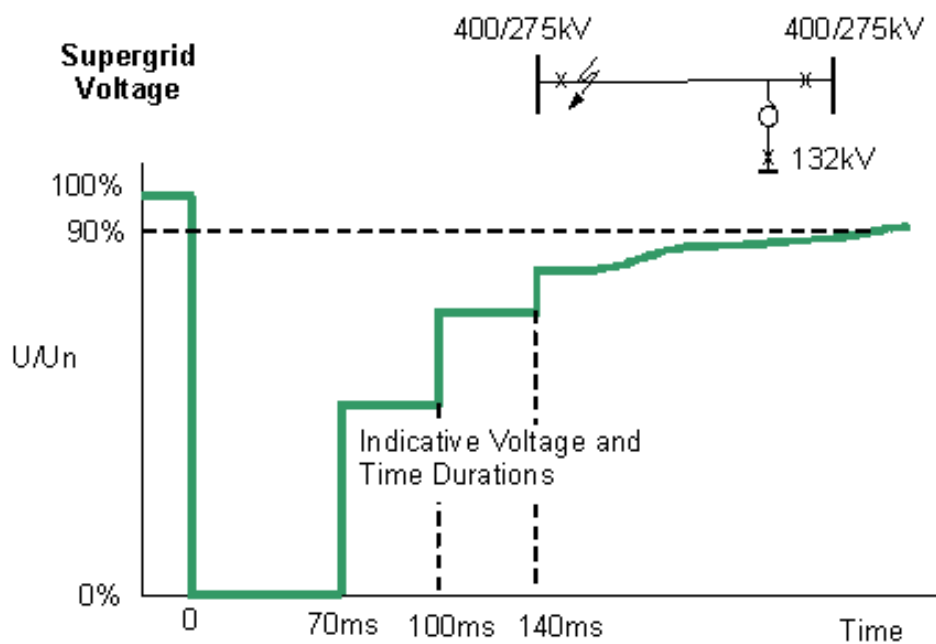 400/275kV
400/275kV
Supergrid
Voltage
132kV
100%
90%
U/Un
Indicative Voltage and
Time Durations
0%
0
70ms
100ms
140ms
Time